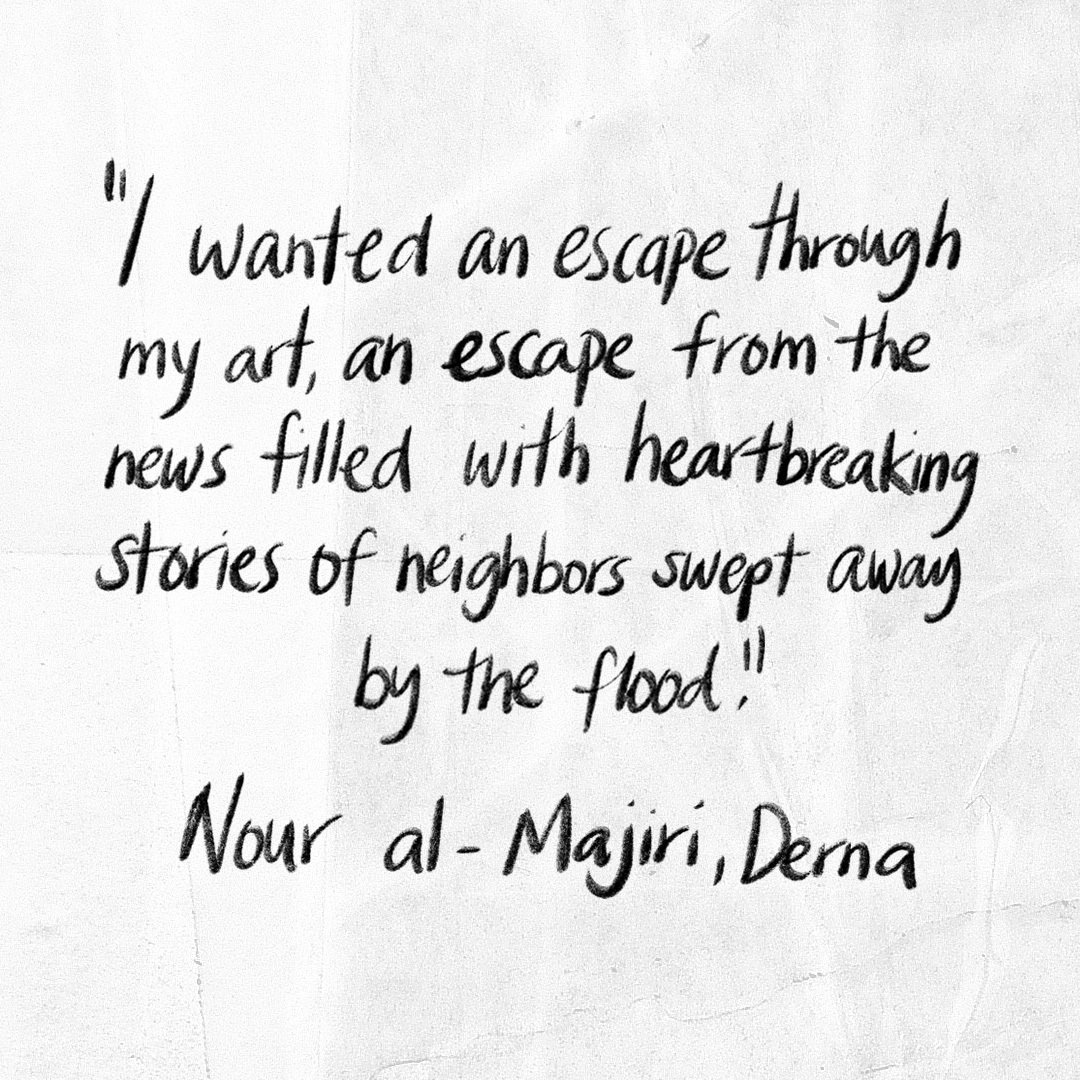 "I wanted an escape through
my art, an escape from the
news filled with heartbreaking
stories of neighbors swept away
by the flood."
Nour al-Majiri, Derna